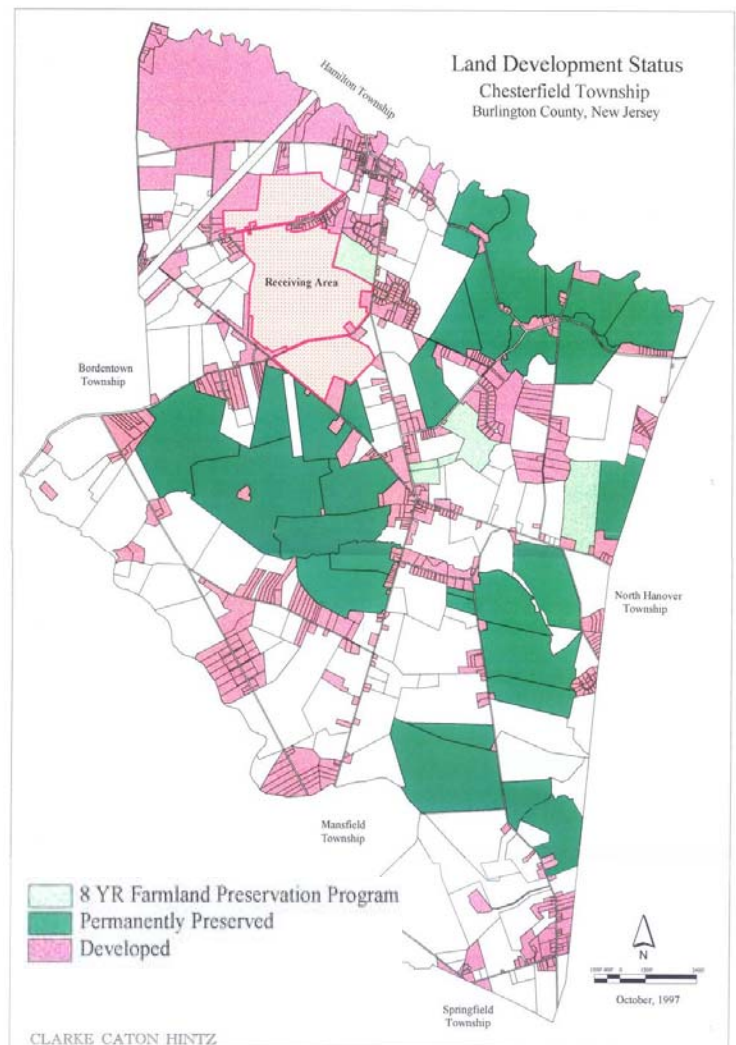 Land Development Status
Chesterfield Township
Burlington County, New Jersey
Hamilton Township
Receiving Area
Bordentown
Township
North Hanover
Township
Mansfield
Township
8 YR Farmland Preservation Program
Permanently Preserved
Developed
N
October, 1997
Springfield
Township
CLARKE CATON HINTZ